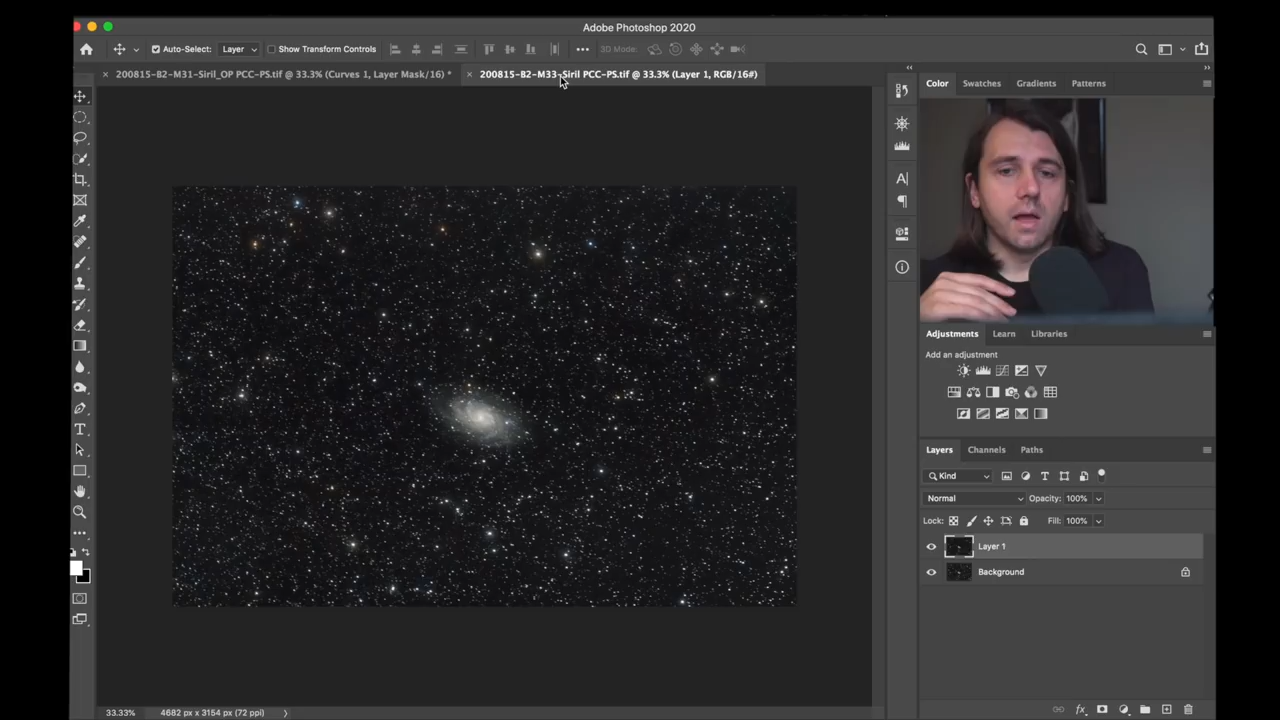 Adobe Photoshop 2020
Auto-Select: Layer Show Transform Controls 3D Mode:
200815-B2-M31-Siril_OP PCC-PS.tif @ 33.3% (Curves 1, Layer Mask/16) *
200815-B2-M33-Siril PCC-PS.tif @ 33.3% (Layer 1, RGB/16#)
Color Swatches Gradients Patterns
Adjustments Learn Libraries
Add an adjustment
Layers Channels Paths
Kind
Normal Opacity: 100%
Lock: Fill: 100%
Layer 1
Background
33.33% 4682 px x 3154 px (72 ppi)